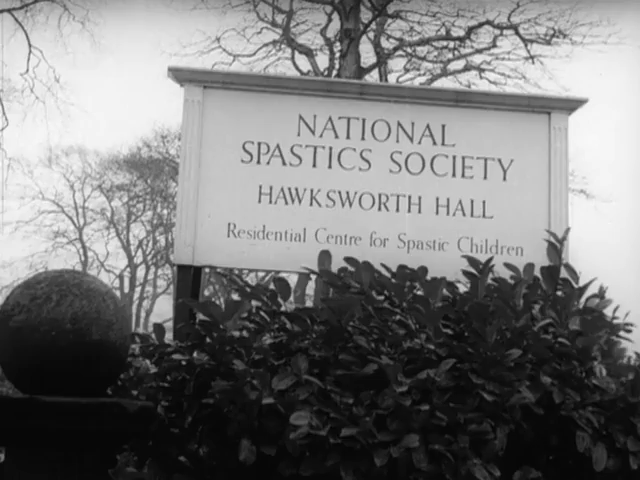 NATIONAL
SPASTICS SOCIETY
HAWKSWORTH HALL
Residential Centre for Spastic Children